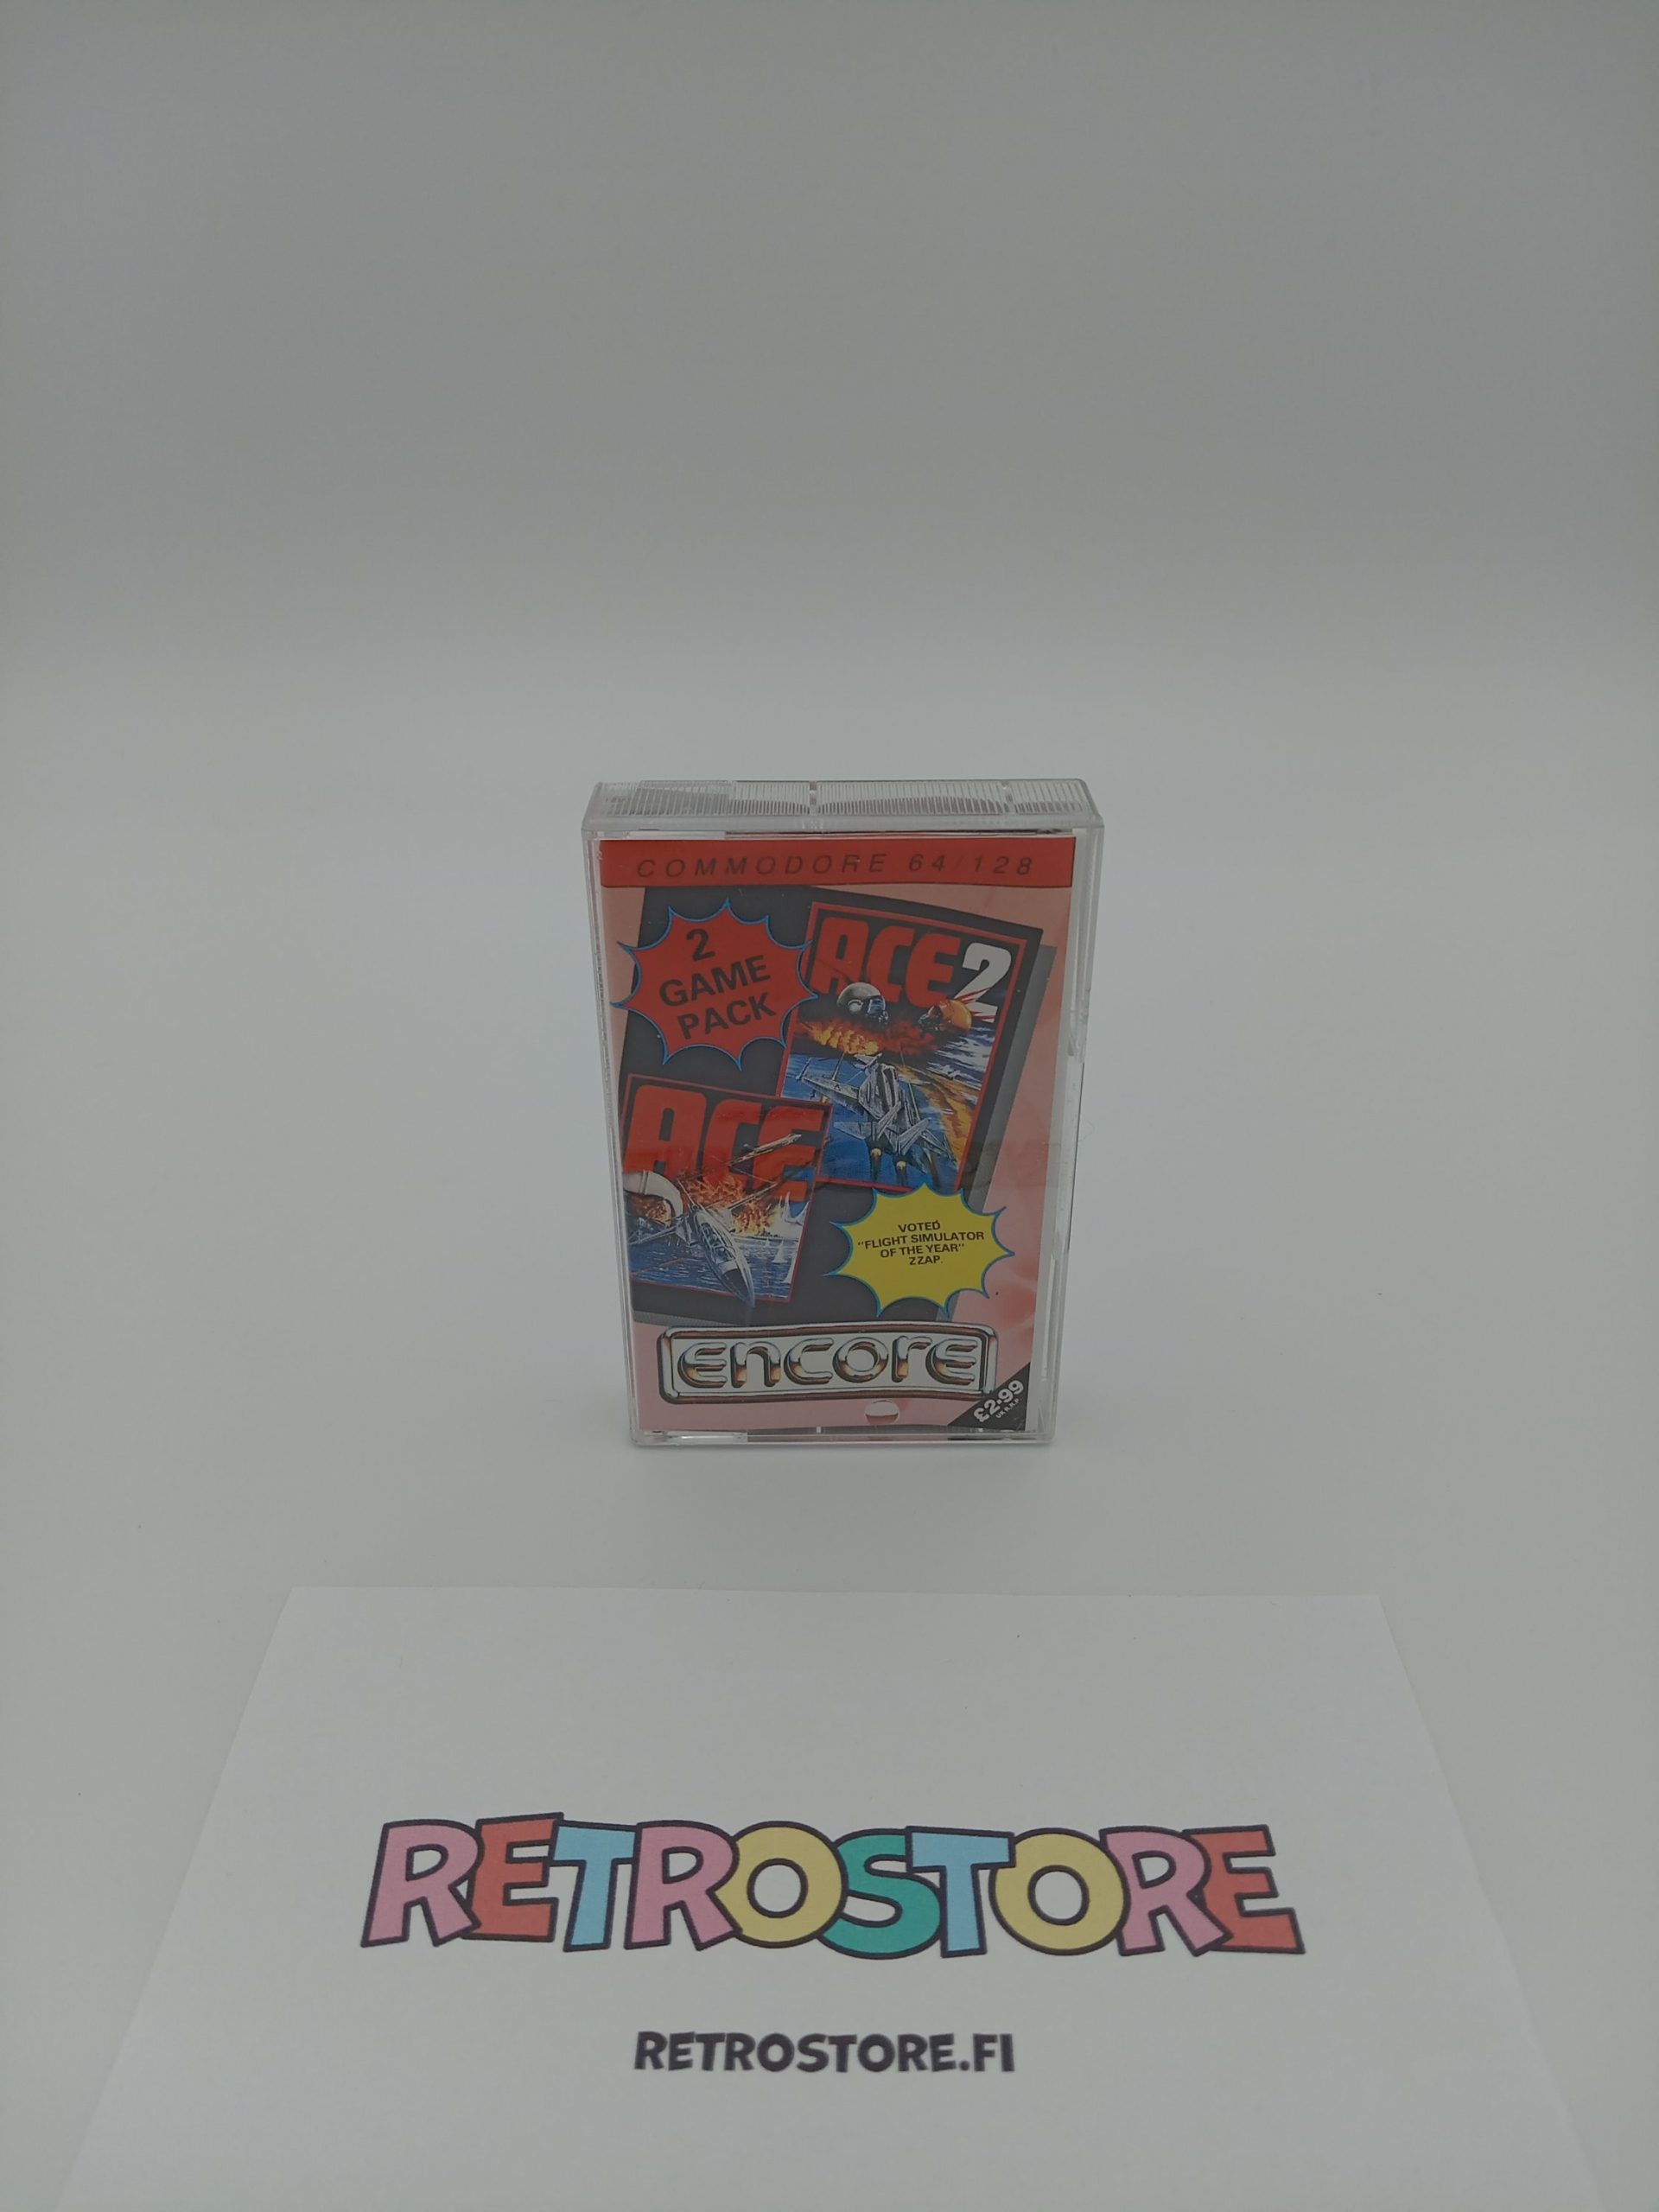 COMMODORE 64/128
2
GAME
PACK
ACE 2
ACE
VOTED
"FLIGHT SIMULATOR
OF THE YEAR"
ZZAP.
encore
£2.99
RETROSTORE
RETROSTORE.FI